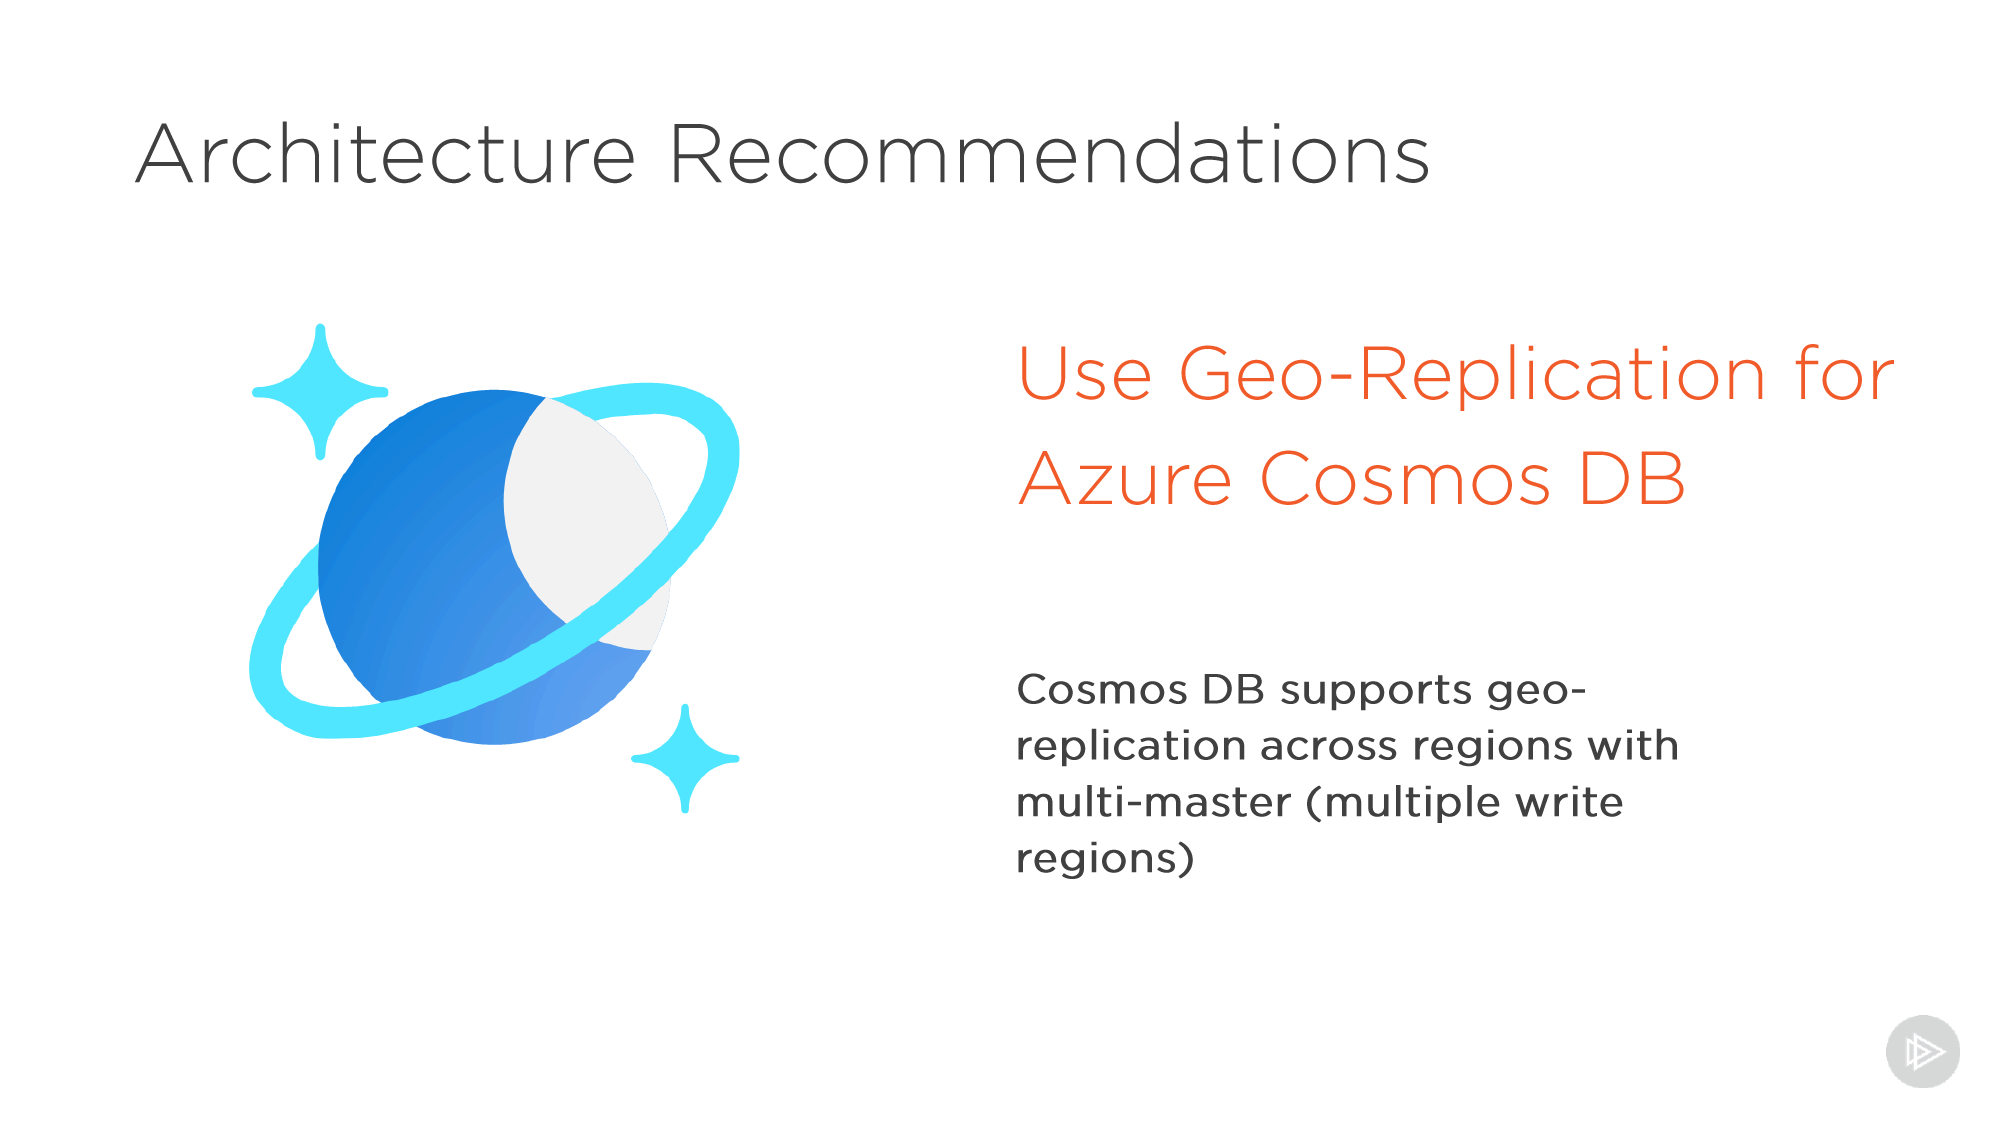 Architecture Recommendations
Use Geo-Replication for
Azure Cosmos DB
Cosmos DB supports geo-
replication across regions with
multi-master (multiple write
regions)